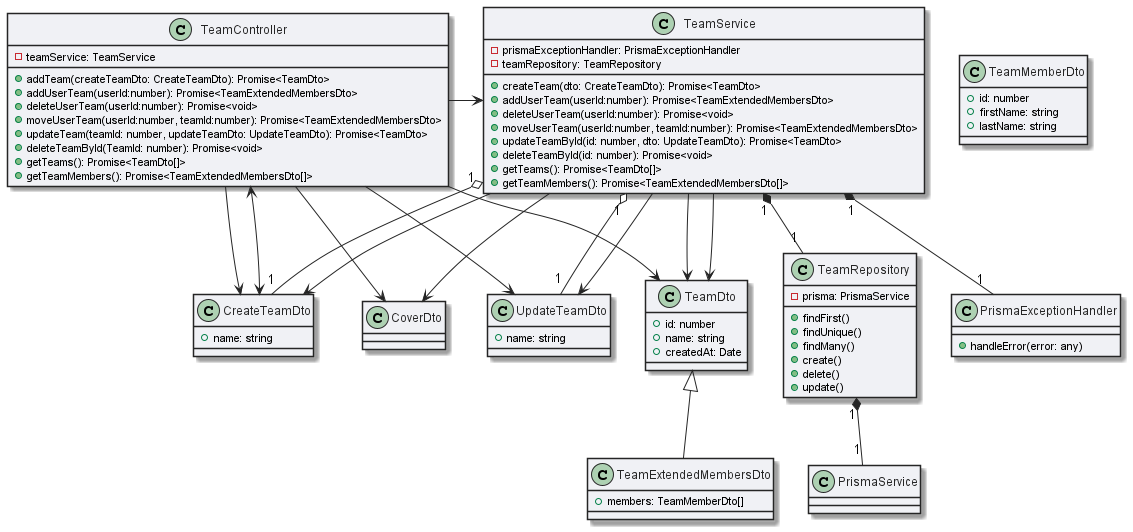 C TeamController
teamService: TeamService
addTeam(createTeamDto: CreateTeamDto): Promise<TeamDto>
addUserTeam(userId:number): Promise<TeamExtendedMembersDto>
deleteUserTeam(userId:number): Promise<void>
moveUserTeam(userId:number, teamId:number): Promise<TeamExtendedMembersDto>
updateTeam(teamId: number, updateTeamDto: UpdateTeamDto): Promise<TeamDto>
deleteTeamById(TeamId: number): Promise<void>
getTeams(): Promise<TeamDto[]>
getTeamMembers(): Promise<TeamExtendedMembersDto[]>
C TeamService
prismaExceptionHandler: PrismaExceptionHandler
teamRepository: TeamRepository
createTeam(dto: CreateTeamDto): Promise<TeamDto>
addUserTeam(userId:number): Promise<TeamExtendedMembersDto>
deleteUserTeam(userId:number): Promise<void>
moveUserTeam(userId:number, teamId:number): Promise<TeamExtendedMembersDto>
updateTeamById(id: number, dto: UpdateTeamDto): Promise<TeamDto>
deleteTeamById(id: number): Promise<void>
getTeams(): Promise<TeamDto[]>
getTeamMembers(): Promise<TeamExtendedMembersDto[]>
C TeamMemberDto
id: number
firstName: string
lastName: string
1
1
1
1
1
1
1
1
C CreateTeamDto
name: string
C CoverDto
C UpdateTeamDto
name: string
C TeamDto
id: number
name: string
createdAt: Date
C TeamRepository
prisma: PrismaService
findFirst()
findUnique()
findMany()
create()
delete()
update()
C PrismaExceptionHandler
handleError(error: any)
1
1
C TeamExtendedMembersDto
members: TeamMemberDto[]
C PrismaService